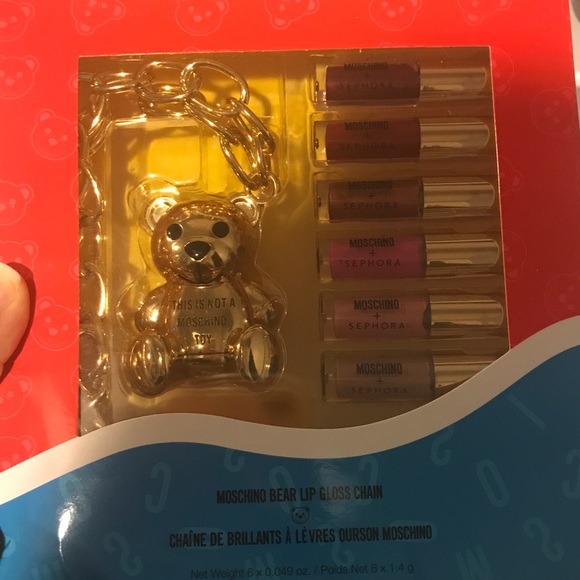 MOSCHINO
+
SEPHORA
MOSCHINO
+
SEPHORA
MOSCHINO
+
SEPHORA
MOSCHINO
+
SEPHORA
MOSCHINO
+
SEPHORA
MOSCHINO
+
SEPHORA
THIS IS NOT A
MOSCHINO
TOY
MOSCHINO BEAR LIP GLOSS CHAIN
CHAÎNE DE BRILLANTS À LÈVRES OURSON MOSCHINO
Net Weight 6 x 0.049 oz. / Poids Net 6 x 1.4 g